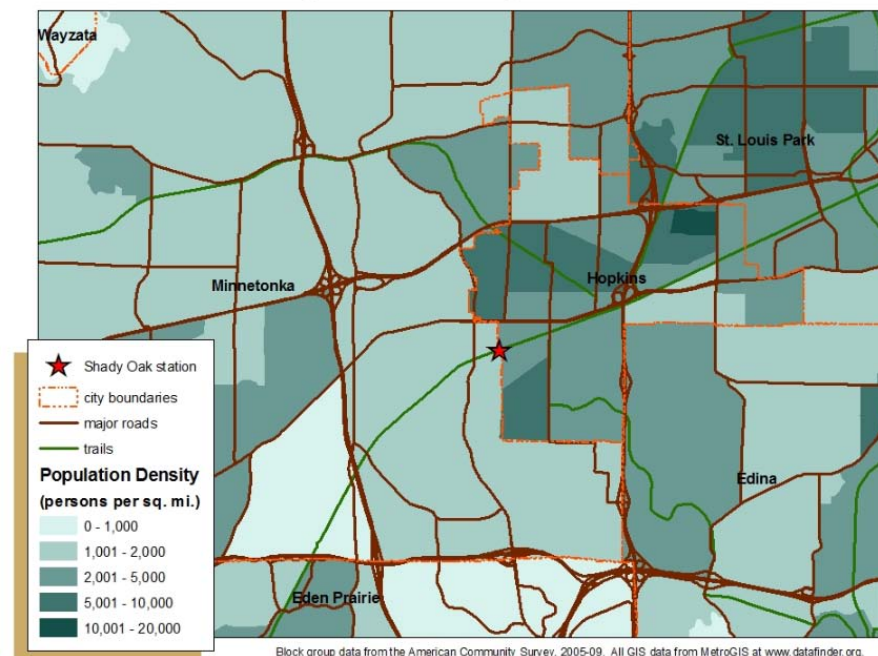 Wayzata
St. Louis Park
Minnetonka
Hopkins
Shady Oak station
city boundaries
major roads
trails
Population Density
(persons per sq. mi.)
0 - 1,000
1,001 - 2,000
2,001 - 5,000
5,001 - 10,000
10,001 - 20,000
Edina
Eden Prairie
Block group data from the American Community Survey, 2005-09. All GIS data from MetroGIS at www.datafinder.org.